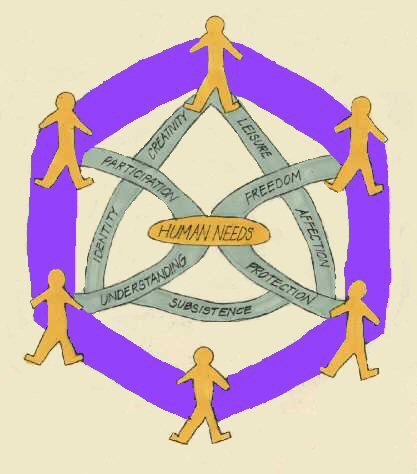 CREATIVITY
LEISURE
PARTICIPATION
FREEDOM
IDENTITY
HUMAN NEEDS
AFFECTION
UNDERSTANDING
PROTECTION
SUBSISTENCE